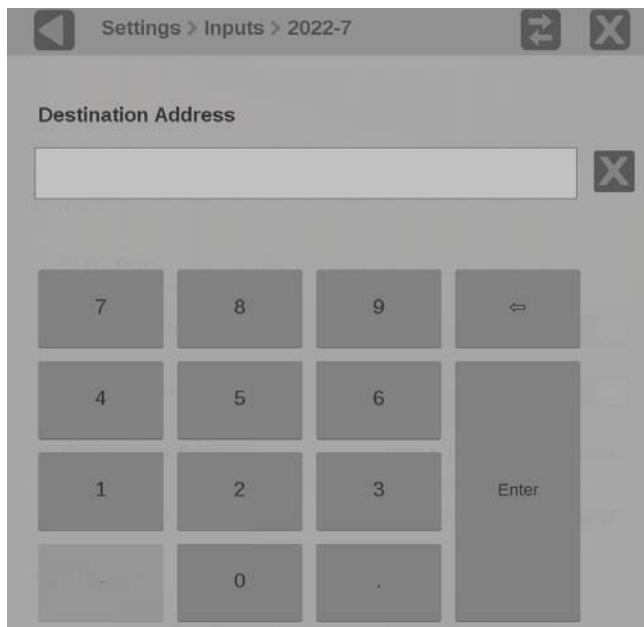 Settings > Inputs > 2022-7
Destination Address
7 8 9 ⇦
4 5 6
1 2 3 Enter
- 0 .